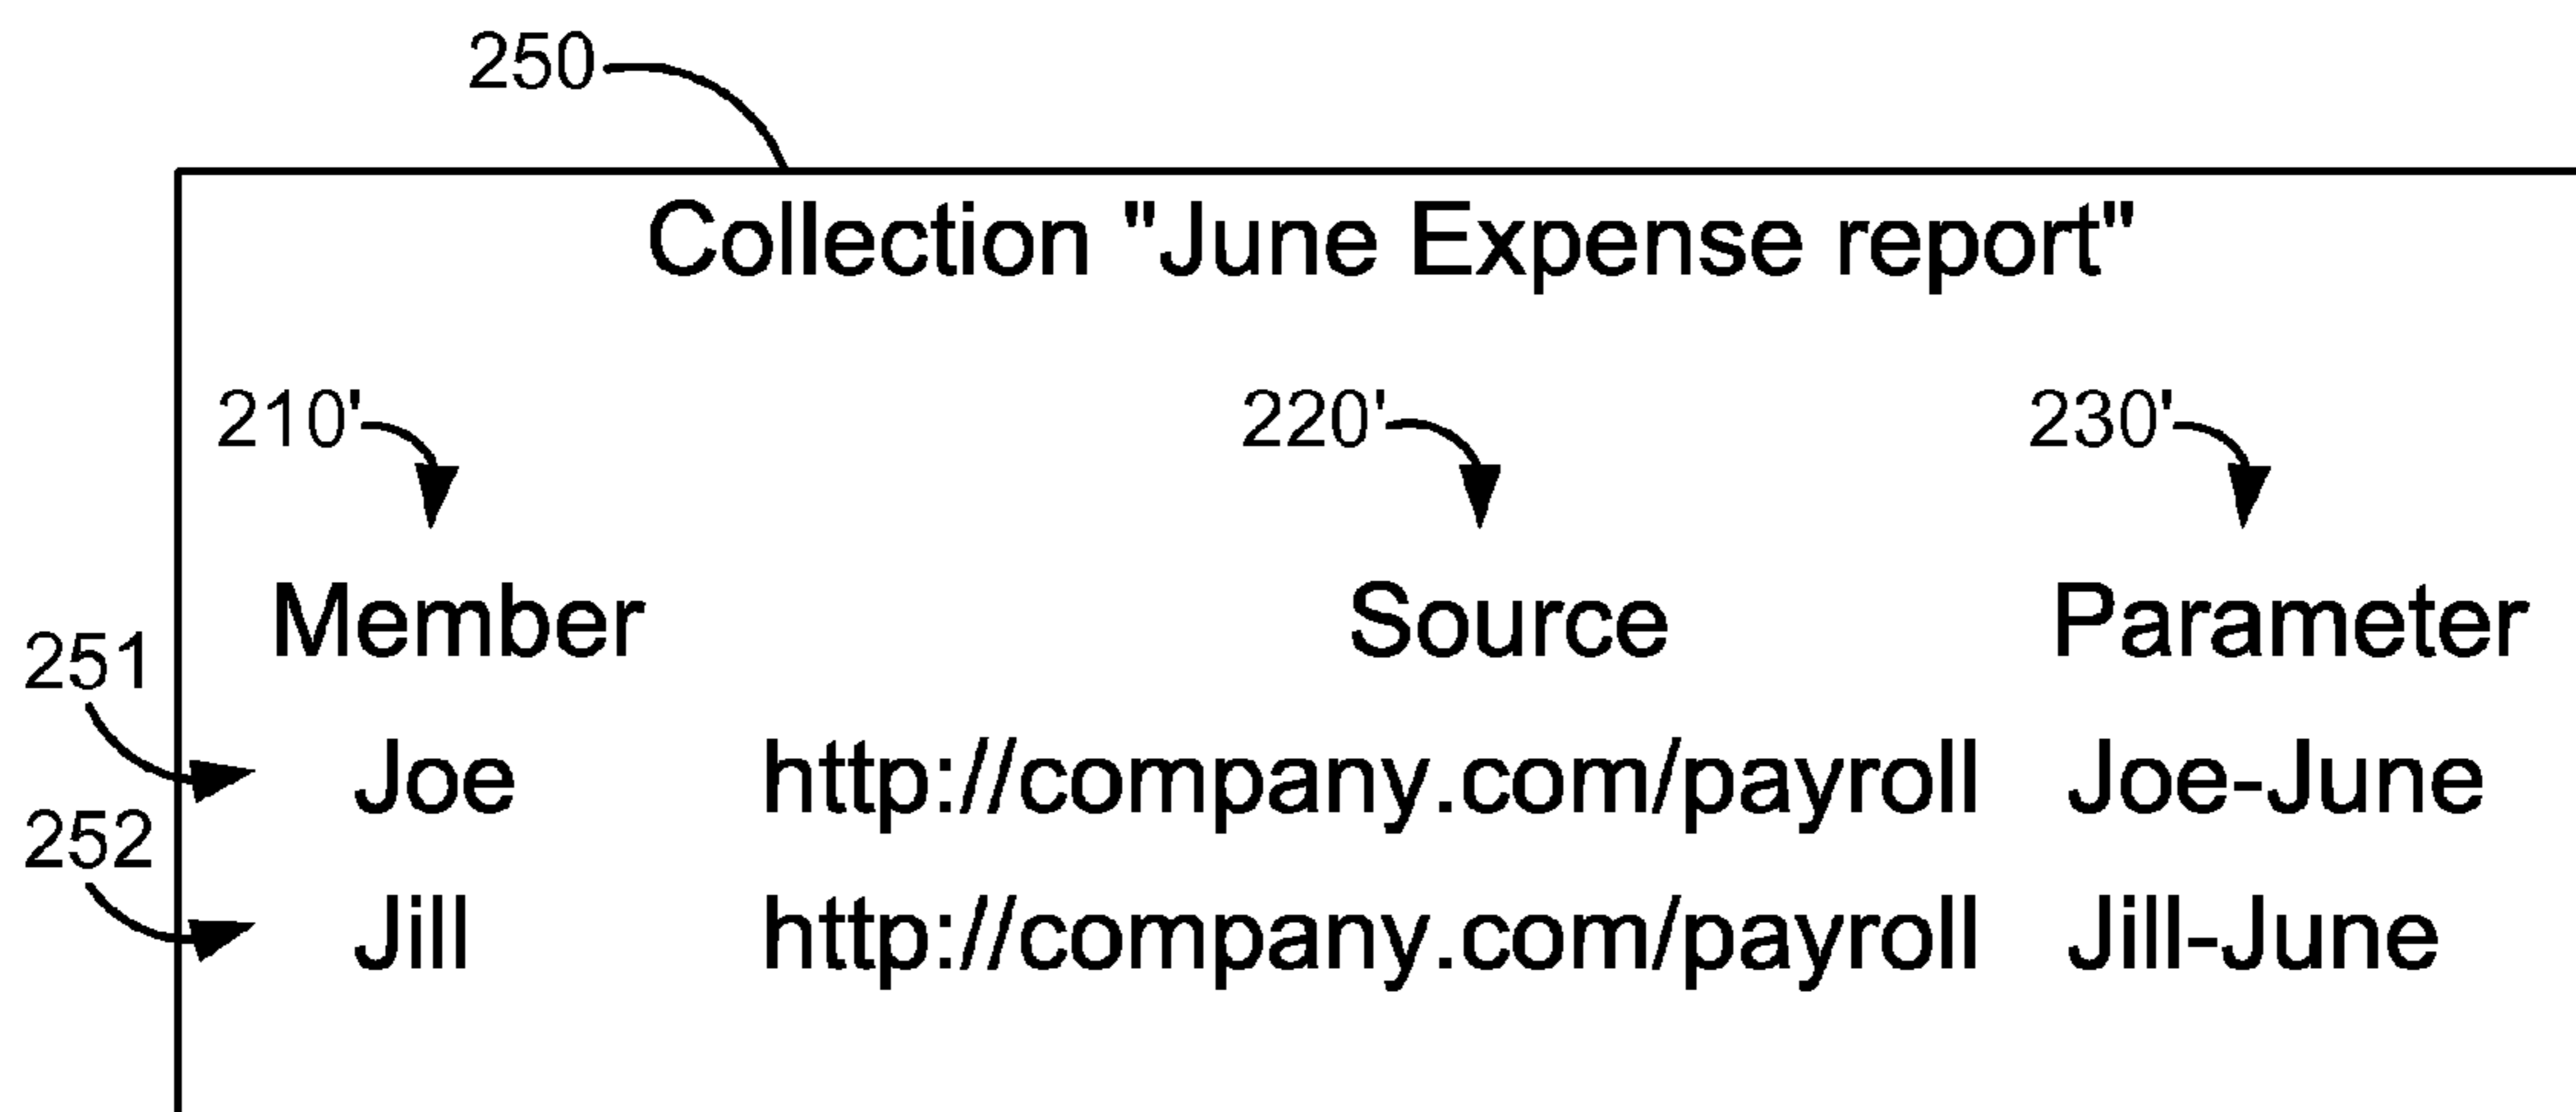 250
Collection "June Expense report"
210' 220' 230'
Member Source Parameter
251
Joe http://company.com/payroll Joe-June
252
Jill http://company.com/payroll Jill-June